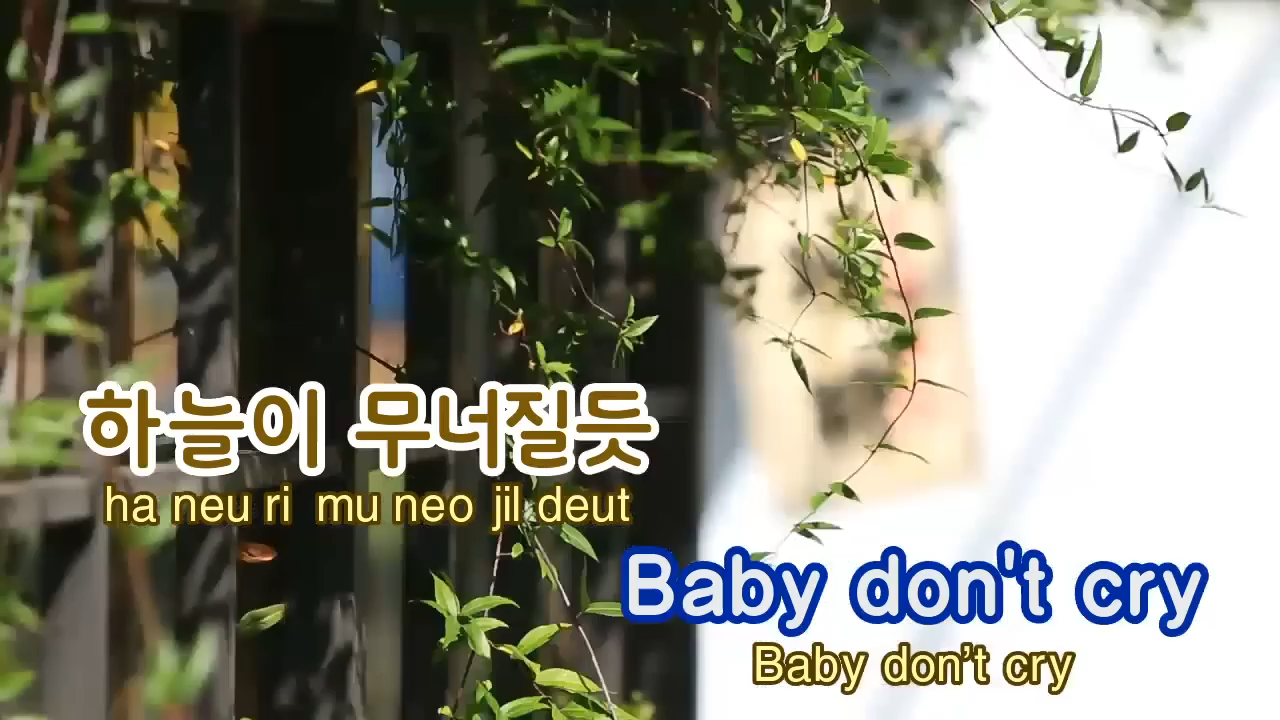 하늘이 무너질듯
ha neu ri mu neo jil deut
Baby don't cry
Baby don’t cry